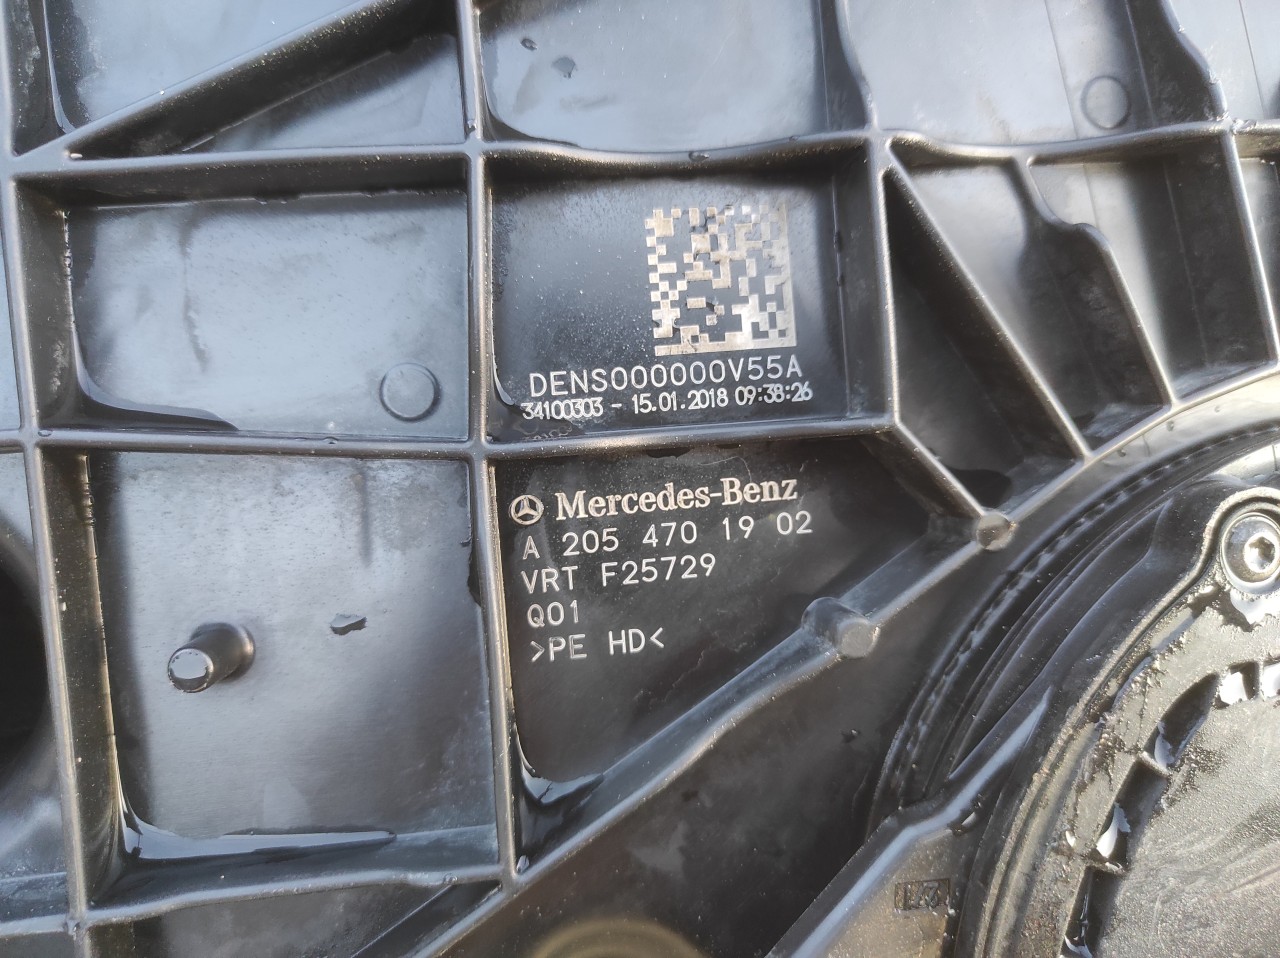 DENS000000V55A
34100303 - 15.01.2018 09:38:26
Mercedes-Benz
A 205 470 19 02
VRT F25729
Q01
>PE HD<